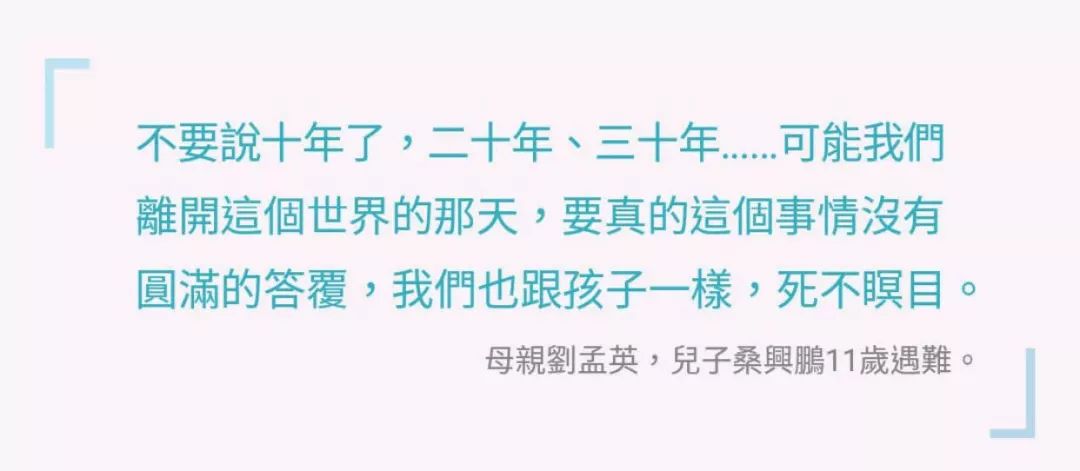 不要說十年了，二十年、三十年……可能我們
離開這個世界的那天，要真的這個事情沒有
圓滿的答覆，我們也跟孩子一樣，死不瞑目。
母親劉孟英，兒子桑興鵬11歲遇難。